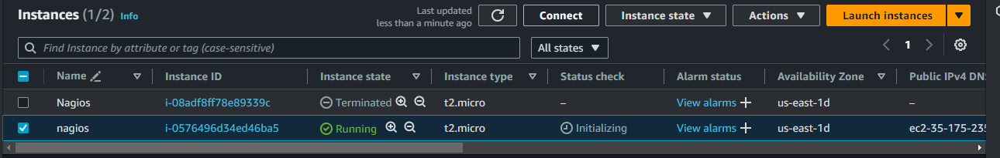 Instances (1/2) Info
Last updated
less than a minute ago
Connect
Instance state
Actions
Launch instances
Find Instance by attribute or tag (case-sensitive)
All states
1
Name Instance ID Instance state Instance type Status check Alarm status Availability Zone Public IPv4 DN
Nagios i-08adf8ff78e89339c Terminated t2.micro – View alarms + us-east-1d –
nagios i-0576496d34ed46ba5 Running t2.micro Initializing View alarms + us-east-1d ec2-35-175-235